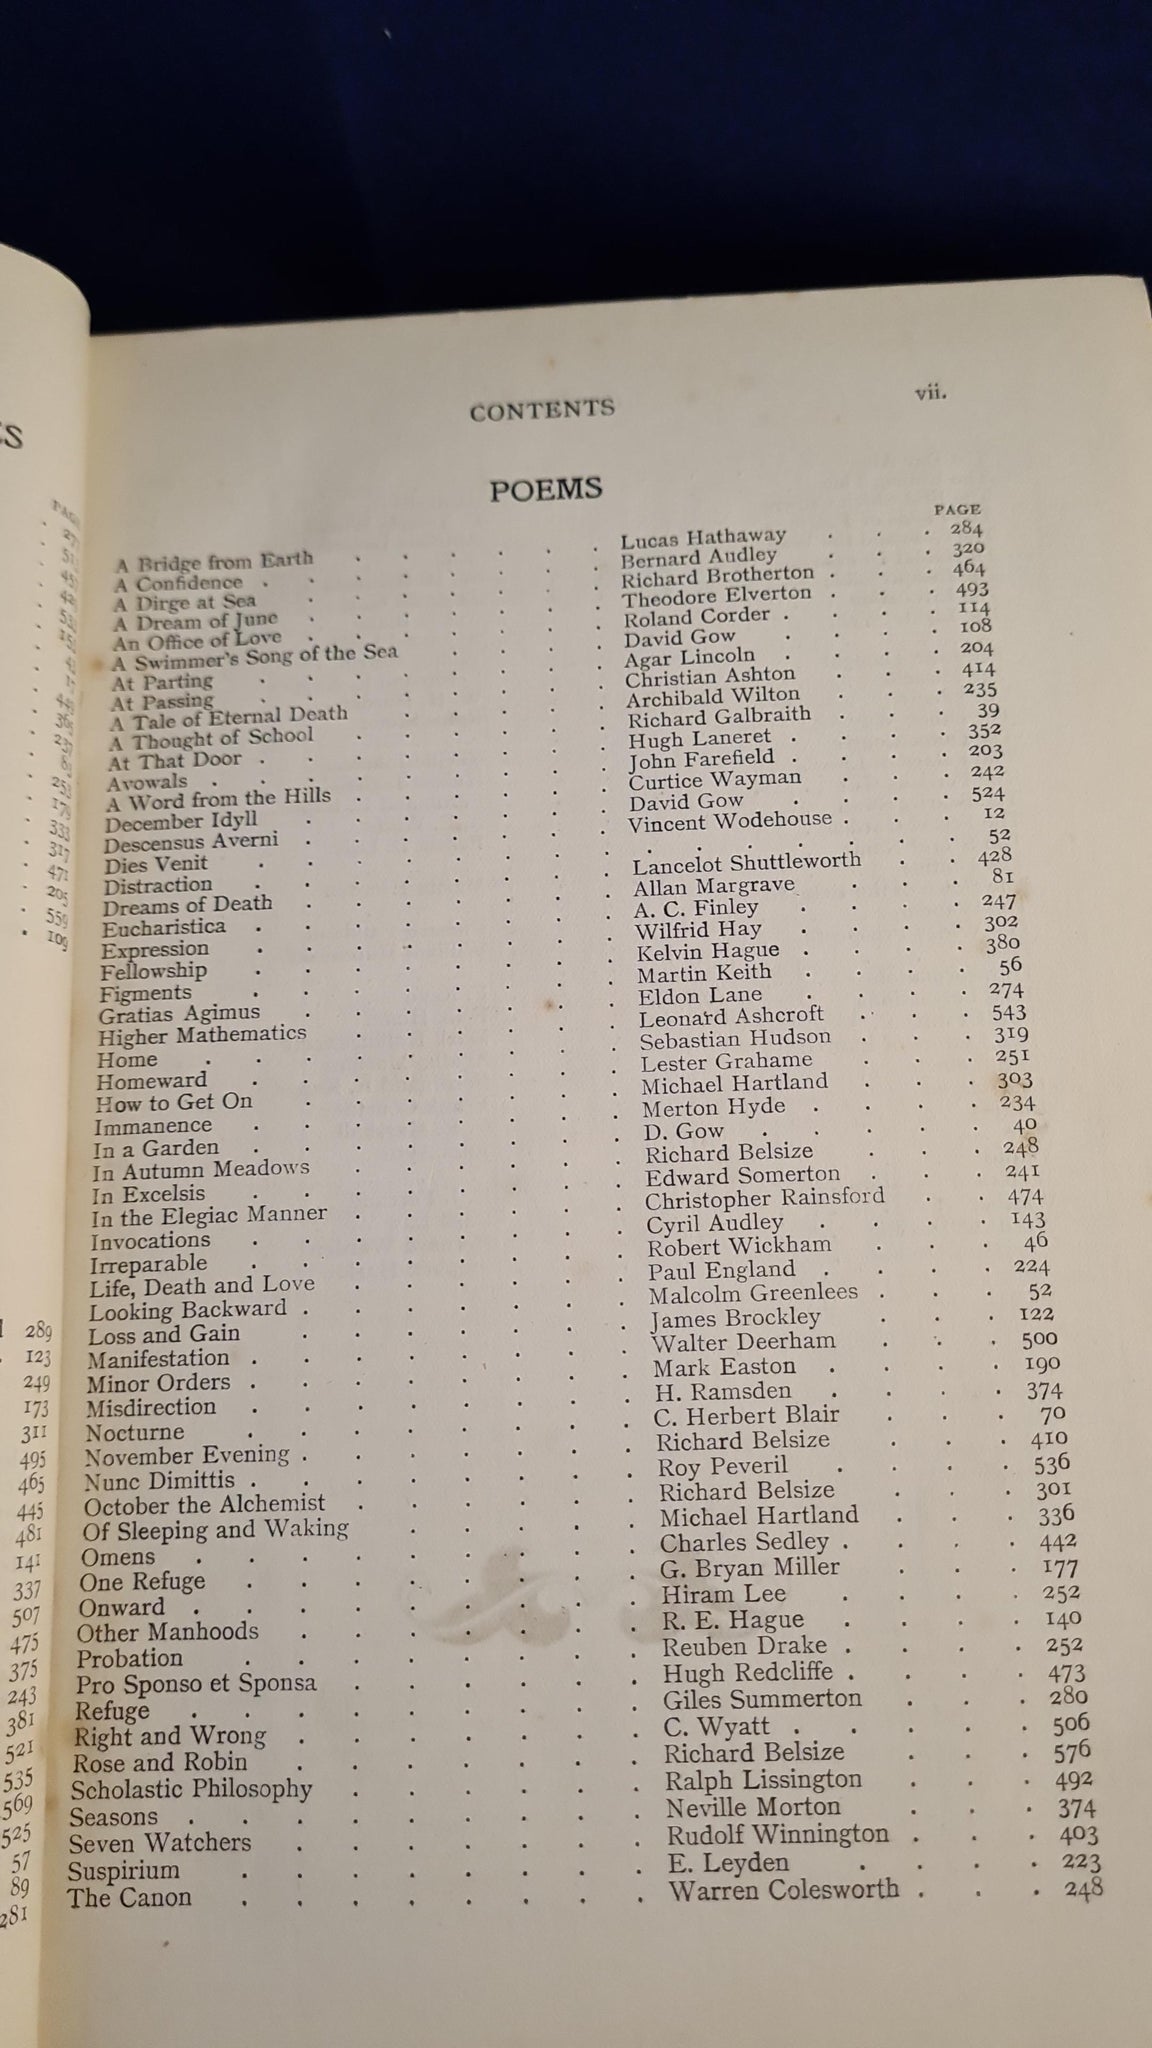 289
123
249
173
311
495
465
445
481
141
337
507
475
375
243
381
521
535
569
525
57
89
281
CONTENTS vii.
POEMS
PAGE
A Bridge from Earth . . . . . . Lucas Hathaway . . . 284
A Confidence . . . . . . . Bernard Audley . . . 320
A Dirge at Sea . . . . . . Richard Brotherton . . . 464
A Dream of June . . . . . . Theodore Elverton . . . 493
An Office of Love . . . . . . Roland Corder . . . . 114
A Swimmer's Song of the Sea . . . . David Gow . . . . 108
At Parting . . . . . . . Agar Lincoln . . . . 204
At Passing . . . . . . . Christian Ashton . . . 414
A Tale of Eternal Death . . . . . Archibald Wilton . . . 235
A Thought of School . . . . . . Richard Galbraith . . . 39
At That Door . . . . . . . Hugh Laneret . . . . 352
Avowals . . . . . . . . John Farefield . . . . 203
A Word from the Hills . . . . . . Curtice Wayman . . . 242
December Idyll . . . . . . David Gow . . . . 524
Descensus Averni . . . . . . . Vincent Wodehouse . . . 12
Dies Venit . . . . . . . . . . . . . 52
Distraction . . . . . . . Lancelot Shuttleworth . . 428
Dreams of Death . . . . . . Allan Margrave . . . 81
Eucharistica . . . . . . . A. C. Finley . . . . 247
Expression . . . . . . . Wilfrid Hay . . . . 302
Fellowship . . . . . . . Kelvin Hague . . . . 380
Figments . . . . . . . Martin Keith . . . . 56
Gratias Agimus . . . . . . Eldon Lane . . . . 274
Higher Mathematics . . . . . . Leonard Ashcroft . . . 543
Home . . . . . . . . Sebastian Hudson . . . 319
Homeward . . . . . . . Lester Grahame . . . 251
How to Get On . . . . . . Michael Hartland . . . 303
Immanence . . . . . . . Merton Hyde . . . . 234
In a Garden . . . . . . . D. Gow . . . . . 40
In Autumn Meadows . . . . . . Richard Belsize . . . 248
In Excelsis . . . . . . . Edward Somerton . . . 241
In the Elegiac Manner . . . . . . Christopher Rainsford . . 474
Invocations . . . . . . . Cyril Audley . . . . 143
Irreparable . . . . . . . Robert Wickham . . . 46
Life, Death and Love . . . . . . Paul England . . . . 224
Looking Backward . . . . . . . Malcolm Greenlees . . . 52
Loss and Gain . . . . . . James Brockley . . . 122
Manifestation . . . . . . . Walter Deerham . . . 500
Minor Orders . . . . . . . Mark Easton . . . . 190
Misdirection . . . . . . . H. Ramsden . . . . 374
Nocturne . . . . . . . C. Herbert Blair . . . 70
November Evening . . . . . . . Richard Belsize . . . 410
Nunc Dimittis . . . . . . . Roy Peveril . . . . 536
October the Alchemist . . . . . . Richard Belsize . . . 301
Of Sleeping and Waking . . . . . Michael Hartland . . . 336
Omens . . . . . . . . Charles Sedley . . . . 442
One Refuge . . . . . . . G. Bryan Miller . . . 177
Onward . . . . . . . . Hiram Lee . . . . 252
Other Manhoods . . . . . . R. E. Hague . . . . 140
Probation . . . . . . . Reuben Drake . . . . 252
Pro Sponso et Sponsa . . . . . . Hugh Redcliffe . . . . 473
Refuge . . . . . . . . Giles Summerton . . . 280
Right and Wrong . . . . . . C. Wyatt . . . . . 506
Rose and Robin . . . . . . Richard Belsize . . . 576
Scholastic Philosophy . . . . . . Ralph Lissington . . . 492
Seasons . . . . . . . . Neville Morton . . . 374
Seven Watchers . . . . . . Rudolf Winnington . . . 403
Suspirium . . . . . . . E. Leyden . . . . 223
The Canon . . . . . . . Warren Colesworth . . . 248